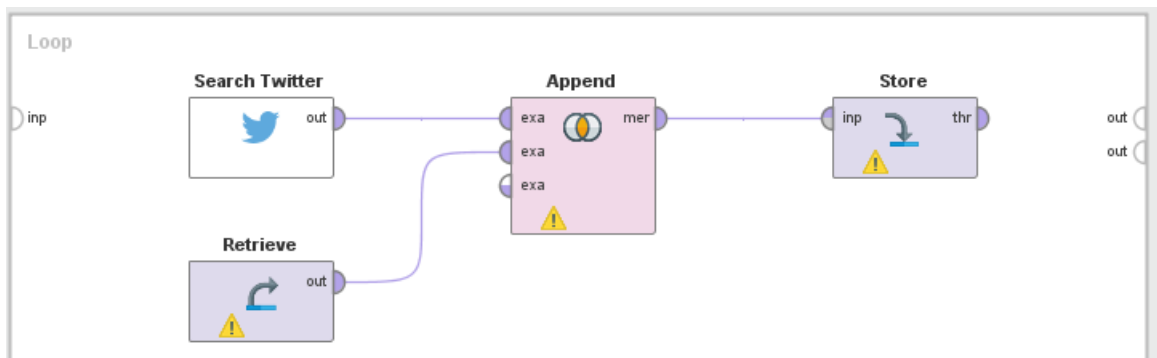 Loop
Search Twitter
Append
Store
inp
out
exa
mer
inp
thr
out
exa
out
exa
Retrieve
out